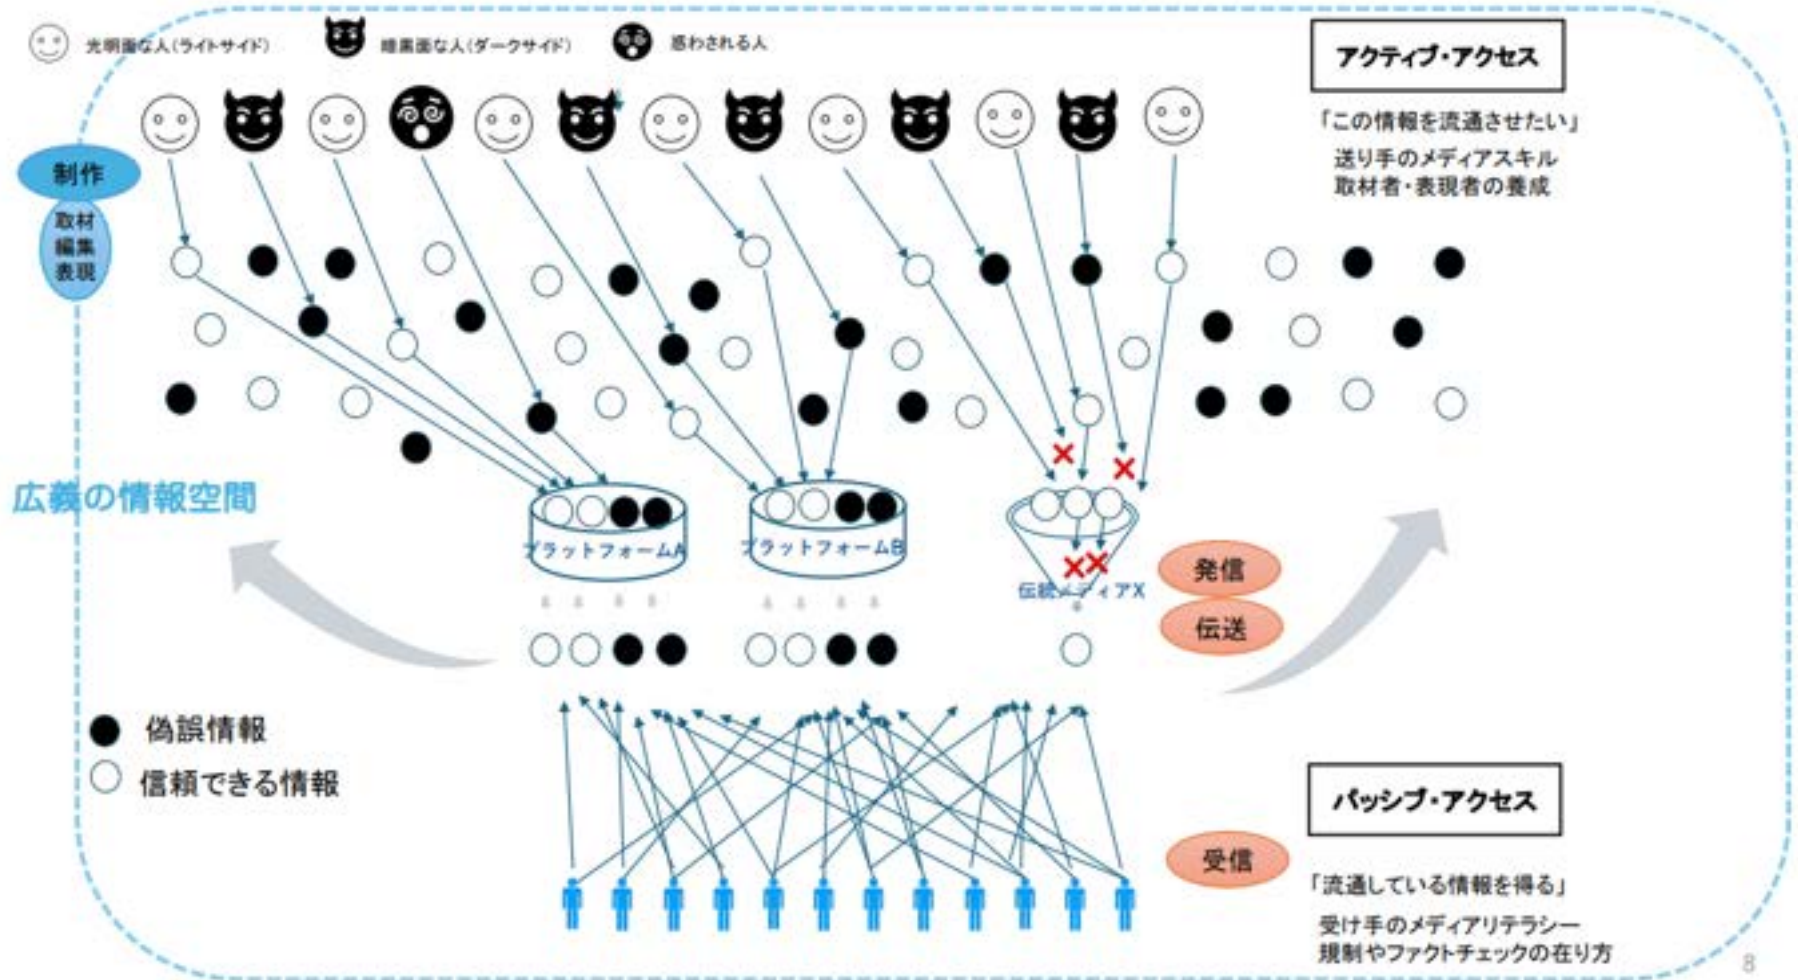 光明面な人(ライトサイド)
暗黒面な人(ダークサイド)
惑わされる人
アクティブ・アクセス
「この情報を流通させたい」
送り手のメディアスキル
取材者・表現者の養成
制作
取材
編集
表現
広義の情報空間
プラットフォームA
プラットフォームB
伝統メディアX
発信
伝送
偽誤情報
信頼できる情報
パッシブ・アクセス
受信
「流通している情報を得る」
受け手のメディアリテラシー
規制やファクトチェックの在り方
8